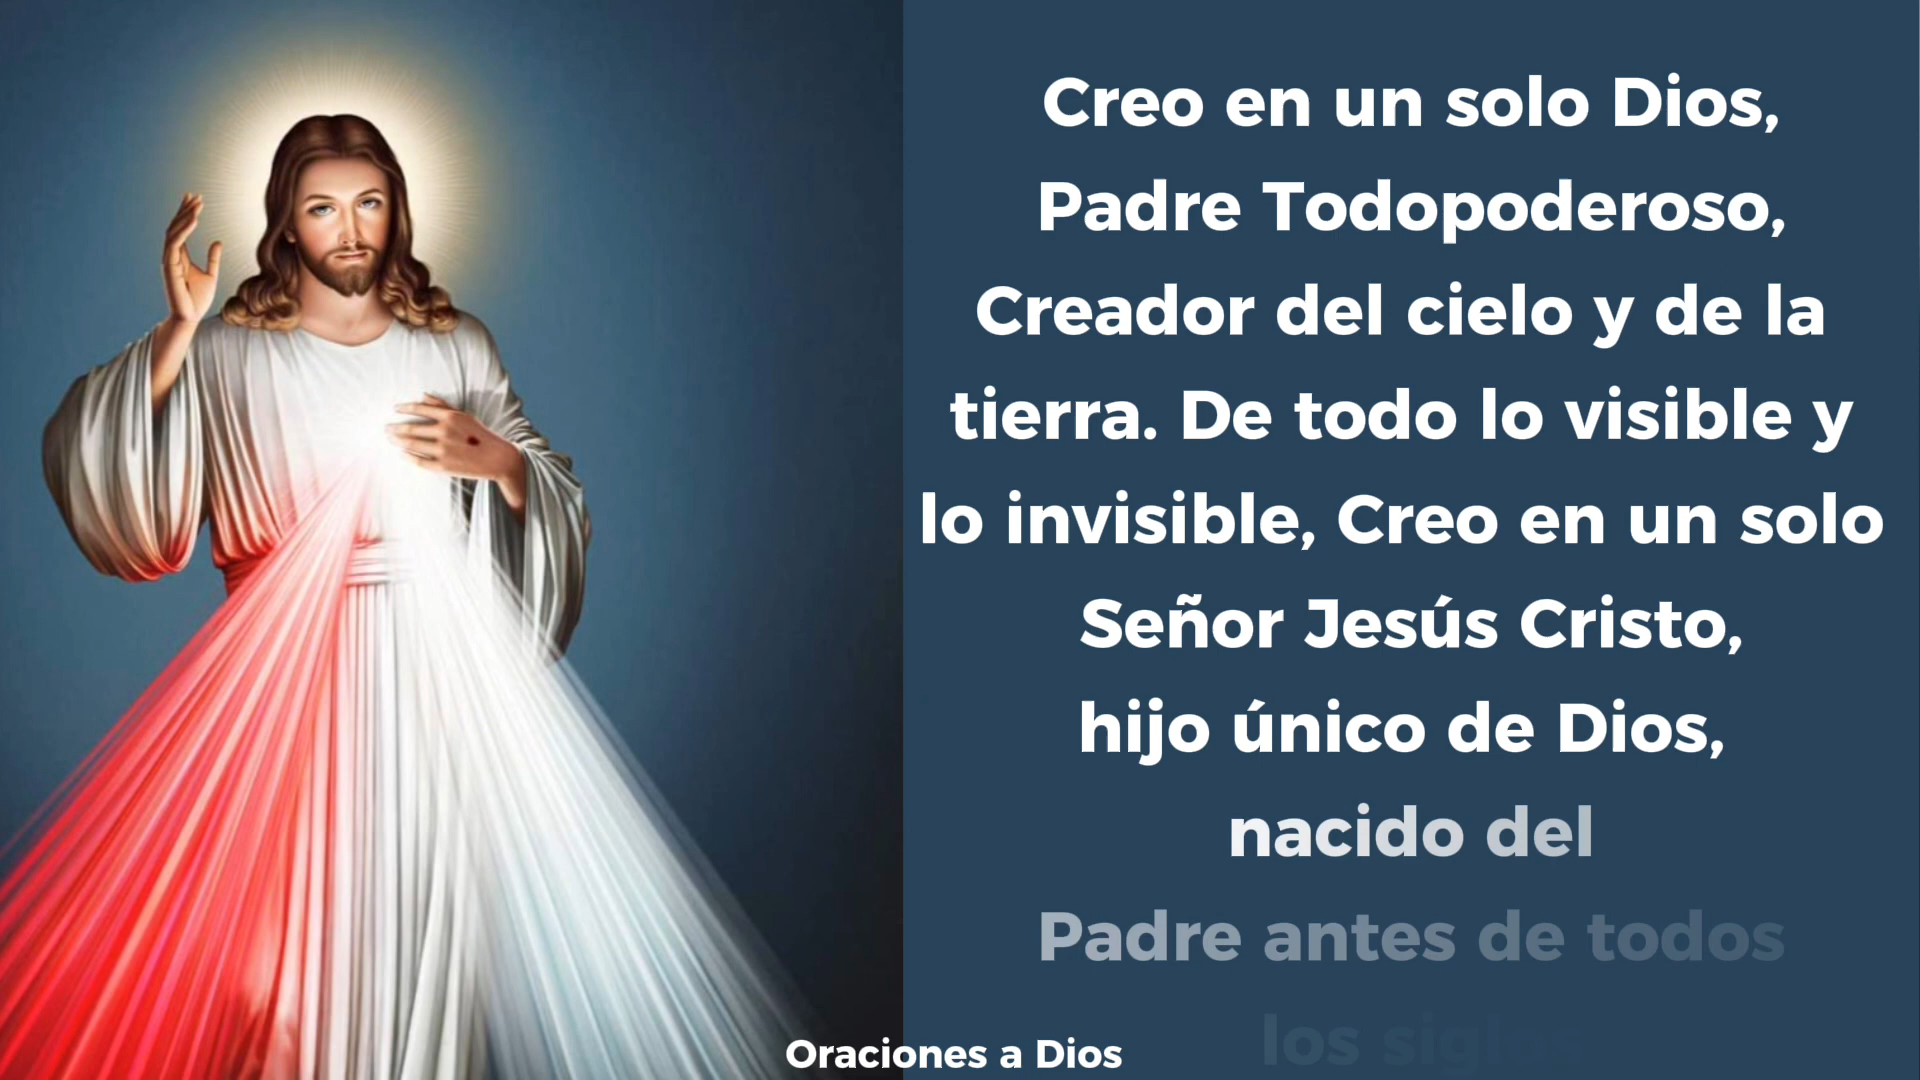 Creo en un solo Dios,
Padre Todopoderoso,
Creador del cielo y de la
tierra. De todo lo visible y
lo invisible, Creo en un solo
Señor Jesús Cristo,
hijo único de Dios,
nacido del
Padre antes de todos
los
Oraciones a Dios